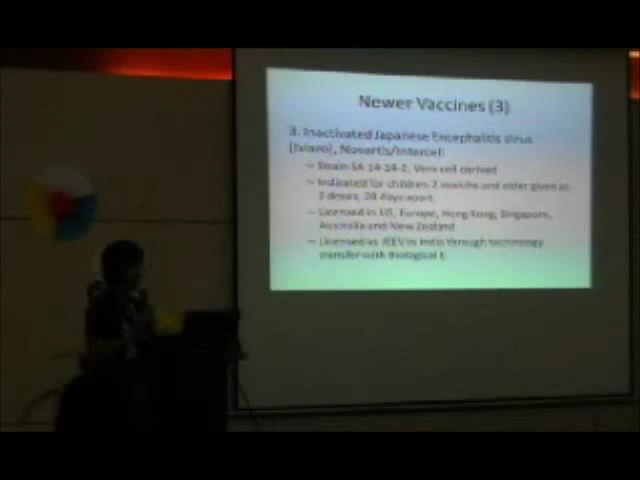 Newer Vaccines (3)
3. Inactivated Japanese Encephalitis virus
(Ixiaro), Novartis/Intercell
– Strain SA 14-14-2, Vero cell derived
– Indicated for children 2 months and older given as
2 doses, 28 days apart
– Licensed in US, Europe, Hong Kong, Singapore,
Australia and New Zealand
– Licensed as JEEV in India through technology
transfer with Biological E